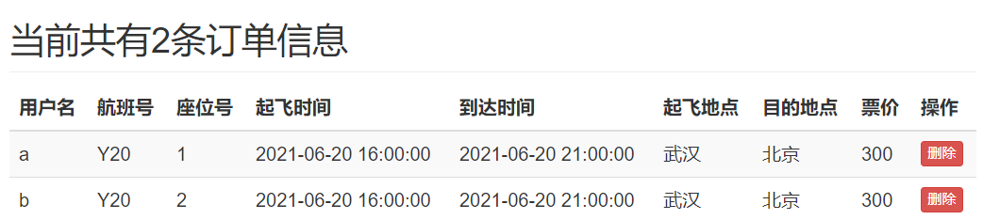 当前共有2条订单信息
用户名 航班号 座位号 起飞时间 到达时间 起飞地点 目的地点 票价 操作
a Y20 1 2021-06-20 16:00:00 2021-06-20 21:00:00 武汉 北京 300 删除
b Y20 2 2021-06-20 16:00:00 2021-06-20 21:00:00 武汉 北京 300 删除